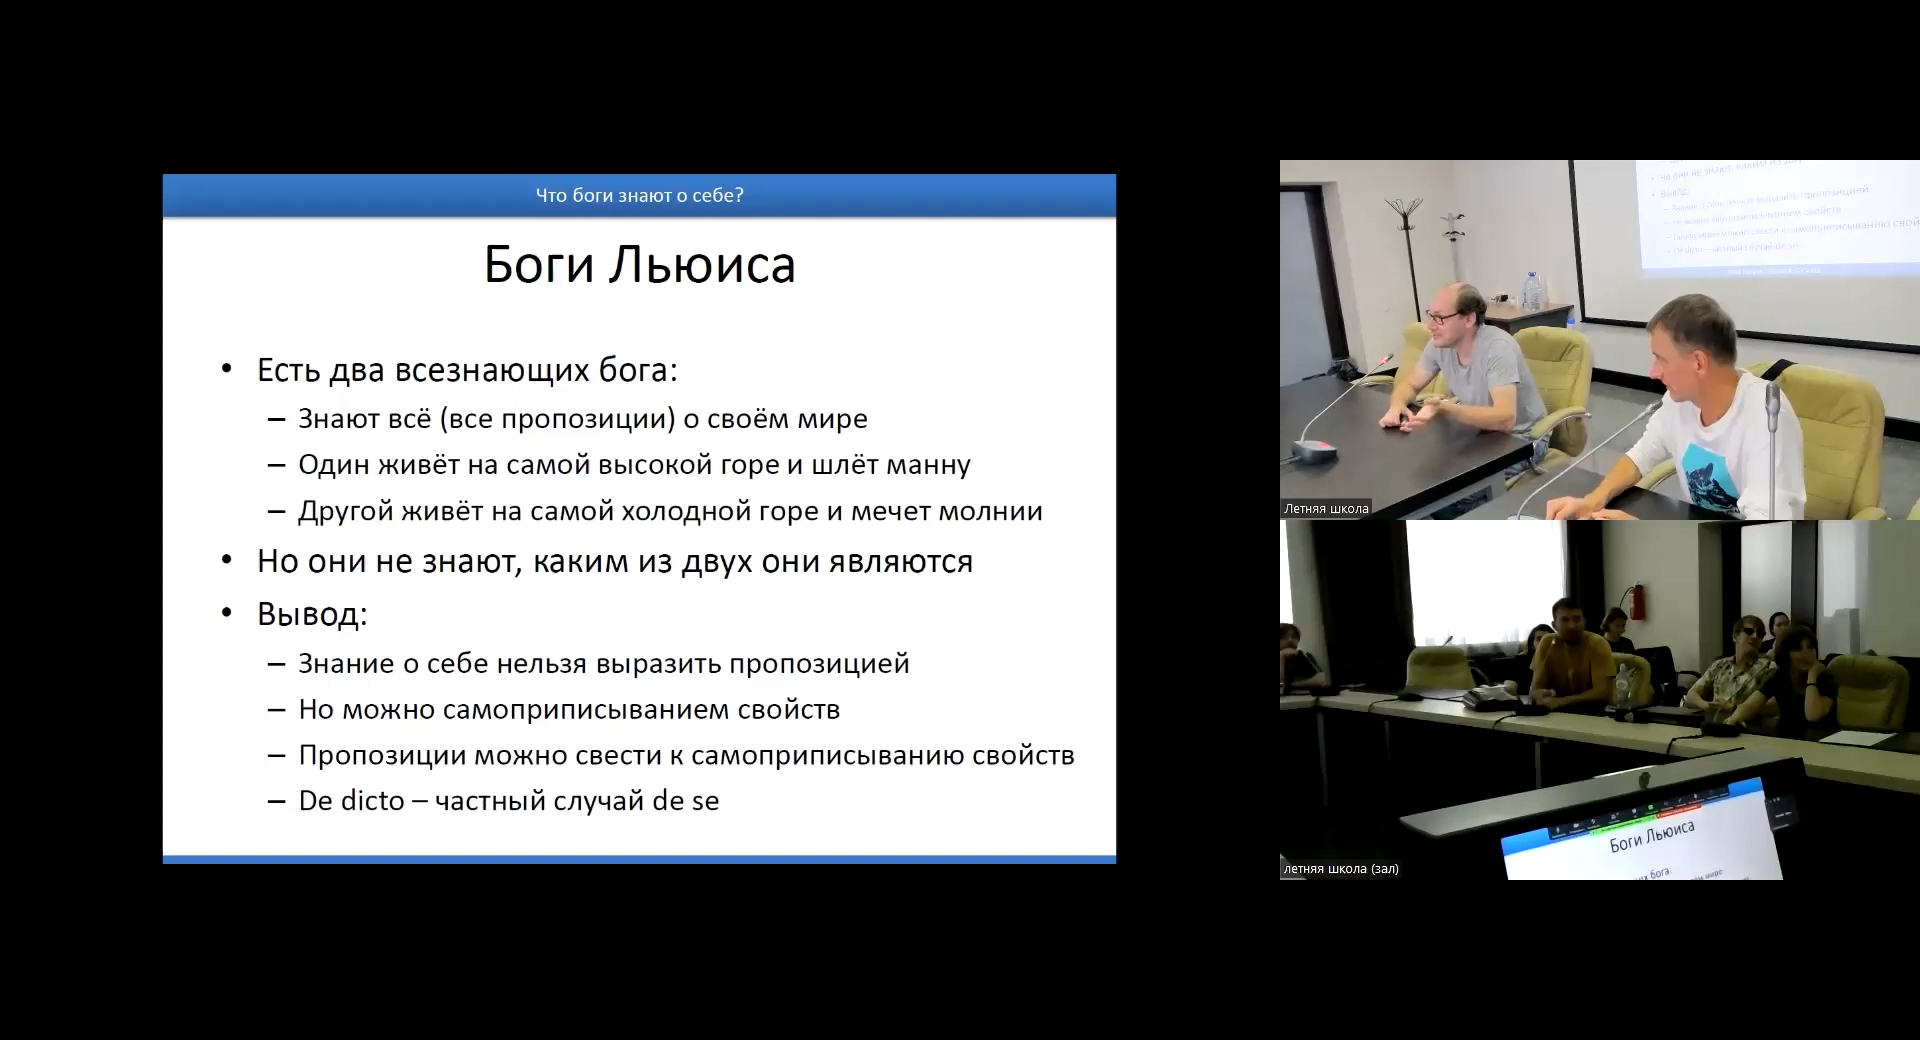 Что боги знают о себе?
Боги Льюиса
• Есть два всезнающих бога:
– Знают всё (все пропозиции) о своём мире
– Один живёт на самой высокой горе и шлёт манну
– Другой живёт на самой холодной горе и мечет молнии
• Но они не знают, каким из двух они являются
• Вывод:
– Знание о себе нельзя выразить пропозицией
– Но можно самоприписыванием свойств
– Пропозиции можно свести к самоприписыванию свойств
– De dicto – частный случай de se
Летняя школа
летняя школа (зал)
Боги Льюиса